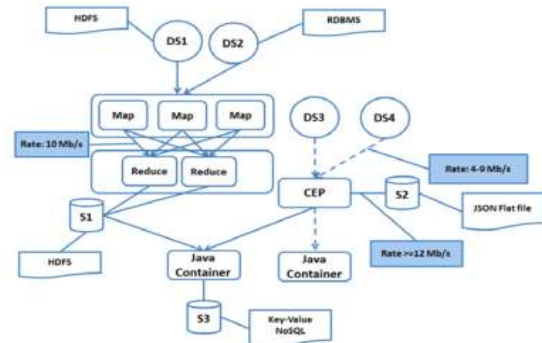 HDFS
DS1
DS2
RDBMS
Map
Map
Map
DS3
DS4
Rate: 10 Mb/s
Reduce
Reduce
Rate: 4-9 Mb/s
CEP
S2
S1
JSON Flat file
HDFS
Java
Container
Java
Container
Rate >=12 Mb/s
S3
Key-Value
NoSQL